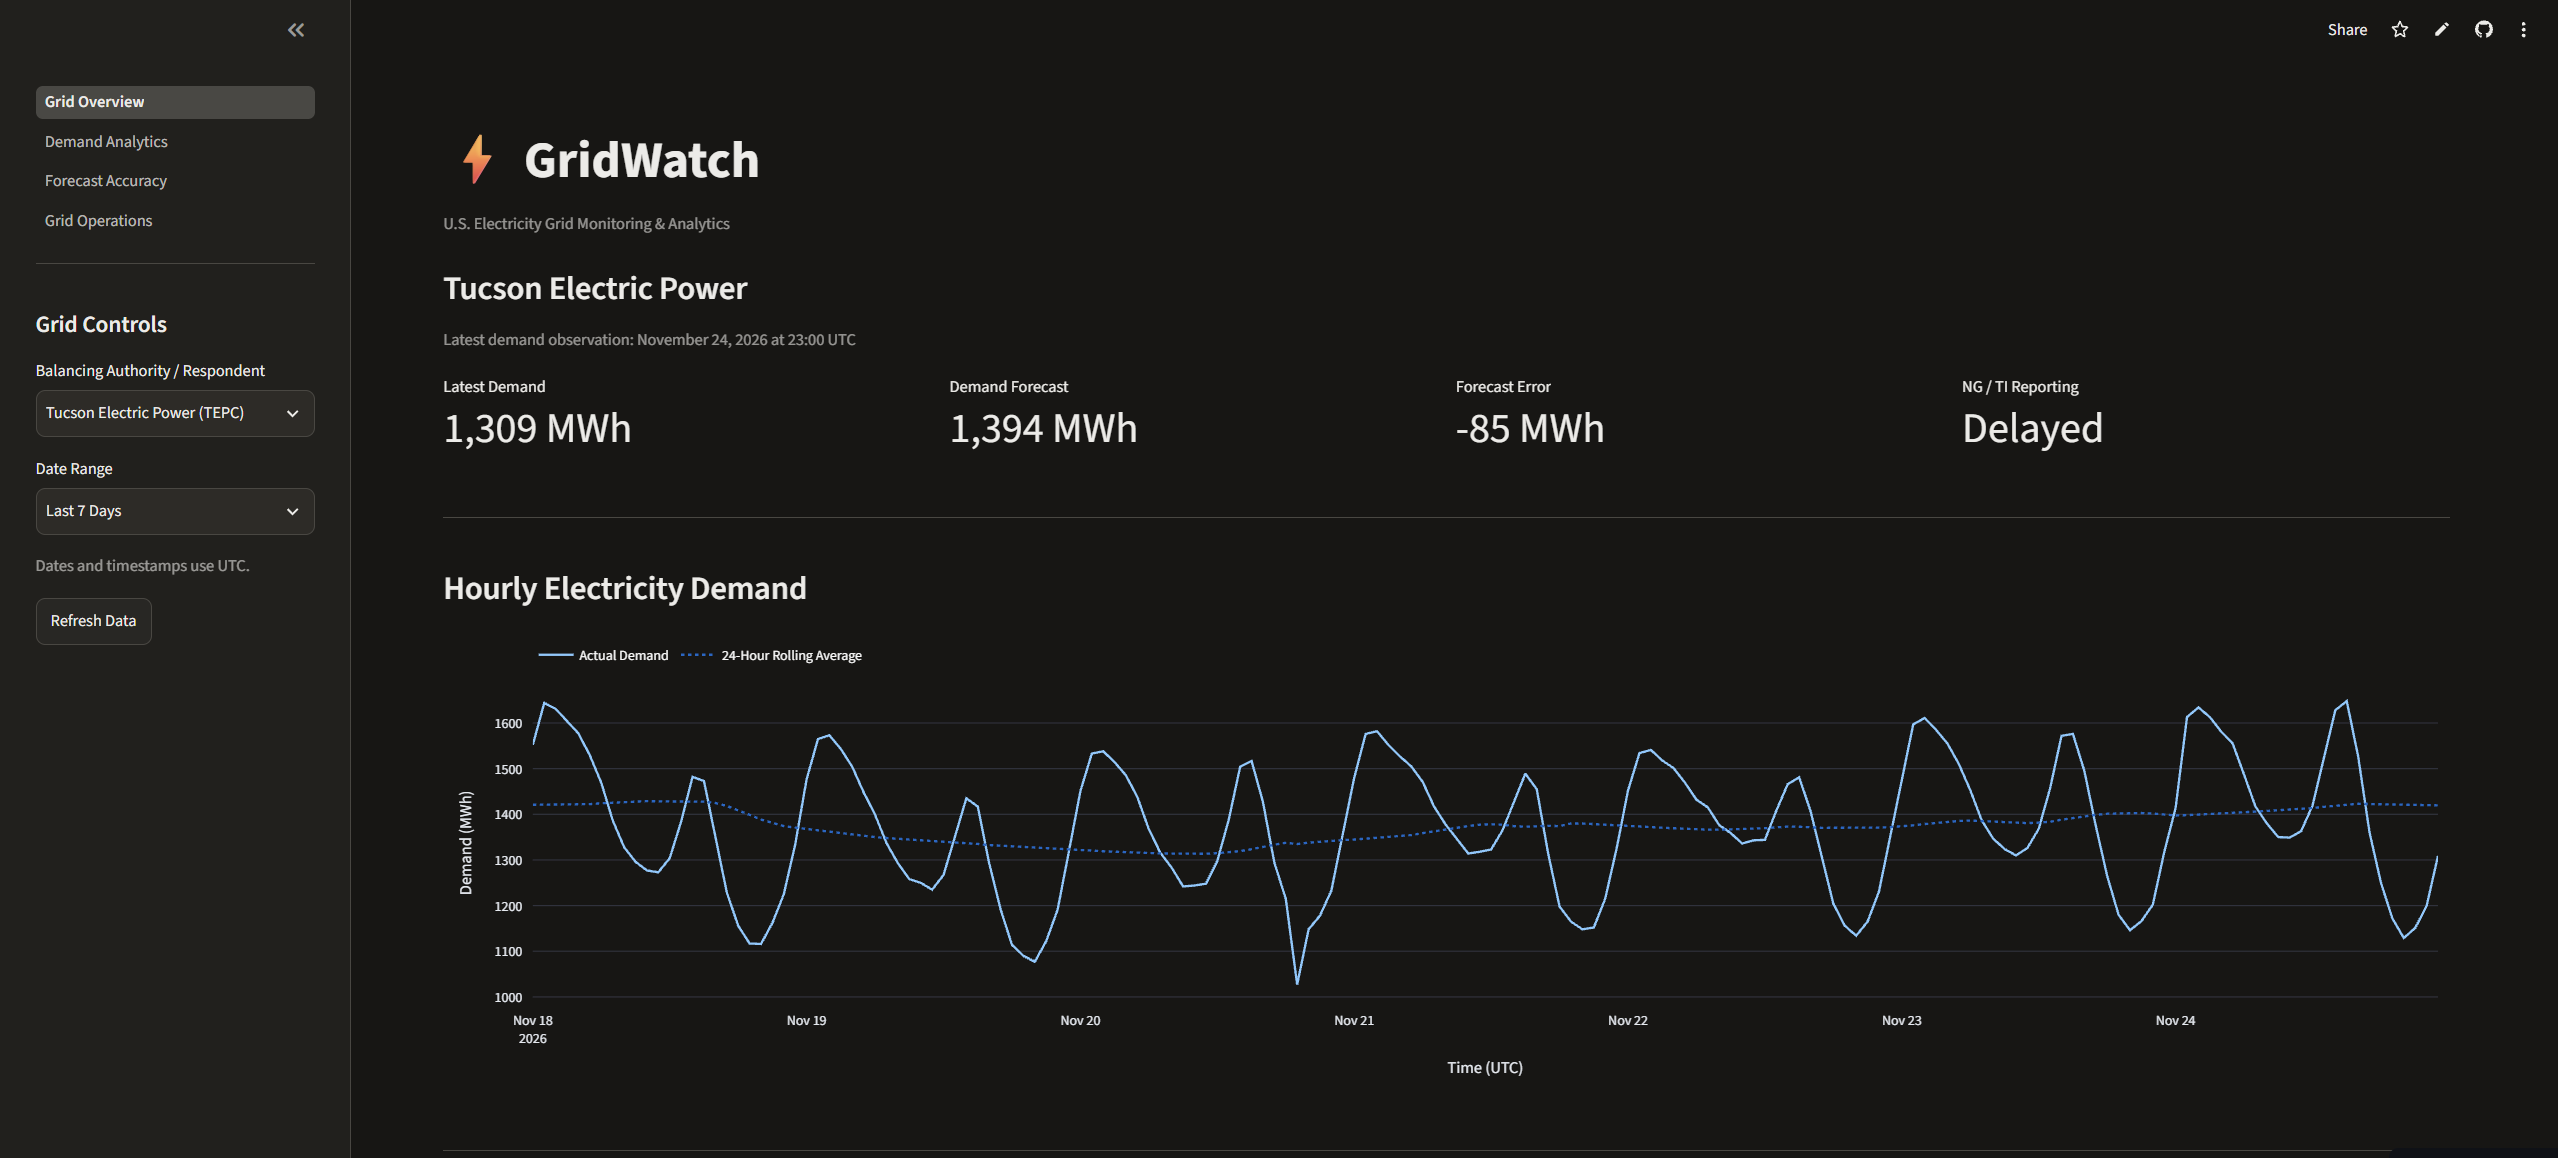 Share
Grid Overview
Demand Analytics
Forecast Accuracy
Grid Operations
Grid Controls
Balancing Authority / Respondent
Tucson Electric Power (TEPC)
Date Range
Last 7 Days
Dates and timestamps use UTC.
Refresh Data
GridWatch
U.S. Electricity Grid Monitoring & Analytics
Tucson Electric Power
Latest demand observation: November 24, 2026 at 23:00 UTC
Latest Demand
1,309 MWh
Demand Forecast
1,394 MWh
Forecast Error
-85 MWh
NG / TI Reporting
Delayed
Hourly Electricity Demand
Actual Demand
24-Hour Rolling Average
Demand (MWh)
1600
1500
1400
1300
1200
1100
1000
Nov 18
2026
Nov 19
Nov 20
Nov 21
Nov 22
Nov 23
Nov 24
Time (UTC)